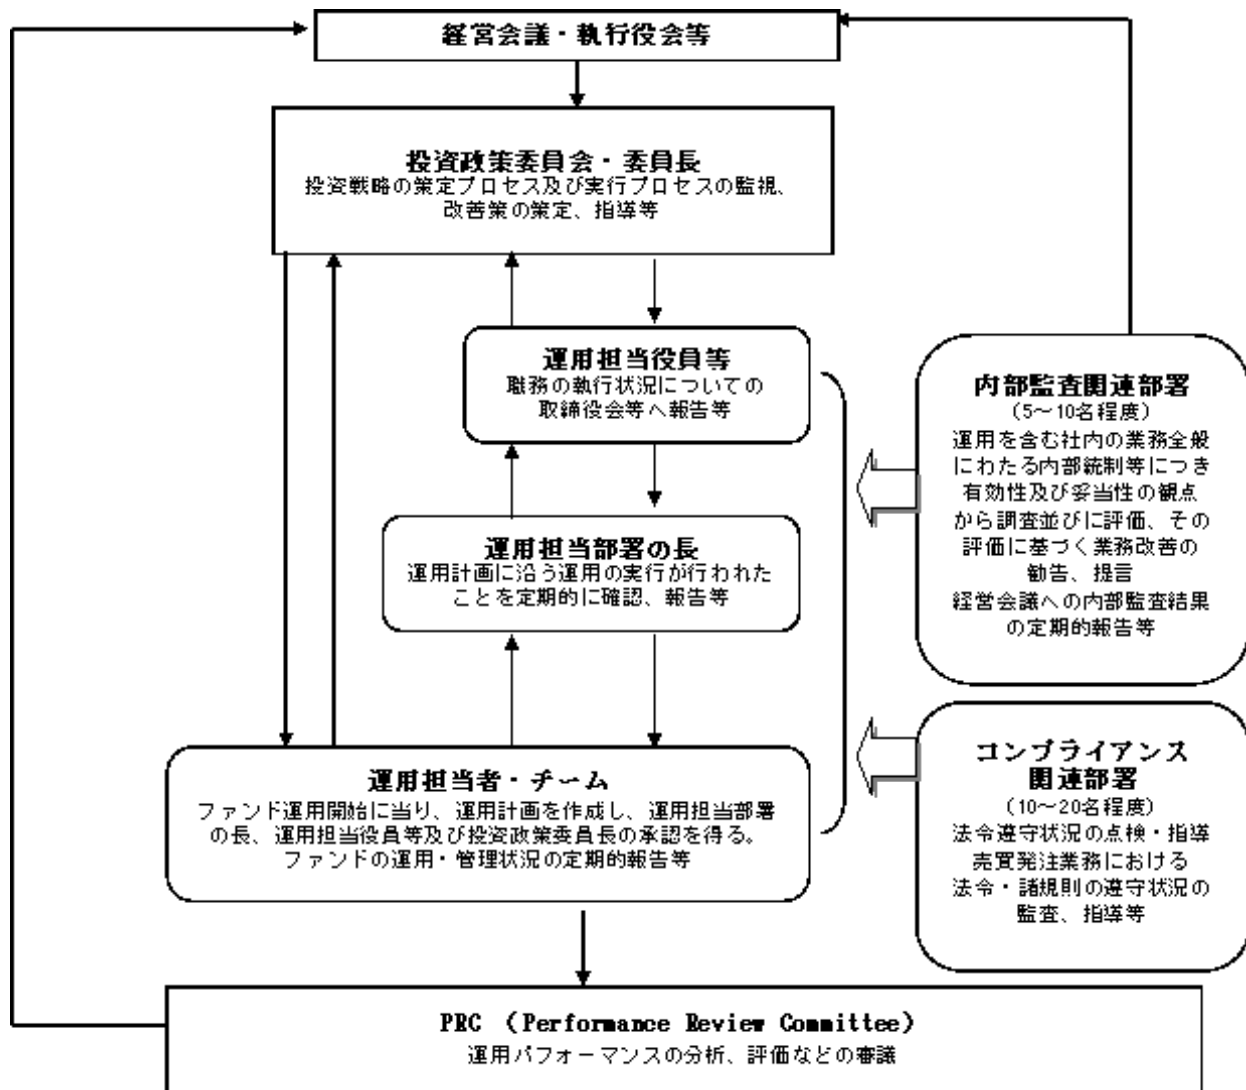 経営会議・執行役会等
投資政策委員会・委員長
投資戦略の策定プロセス及び実行プロセスの監視、
改善策の策定、指導等
運用担当役員等
職務の執行状況についての
取締役会等へ報告等
運用担当部署の長
運用計画に沿う運用の実行が行われた
ことを定期的に確認、報告等
運用担当者・チーム
ファンド運用開始に当り、運用計画を作成し、運用担当部署
の長、運用担当役員等及び投資政策委員長の承認を得る。
ファンドの運用・管理状況の定期的報告等
内部監査関連部署
(5～10名程度)
運用を含む社内の業務全般
にわたる内部統制等につき
有効性及び妥当性の観点
から調査並びに評価、その
評価に基づく業務改善の
勧告、提言
経営会議への内部監査結果
の定期的報告等
コンプライアンス
関連部署
(10～20名程度)
法令遵守状況の点検・指導
売買発注業務における
法令・諸規則の遵守状況の
監査、指導等
PRC (Performance Review Committee)
運用パフォーマンスの分析、評価などの審議